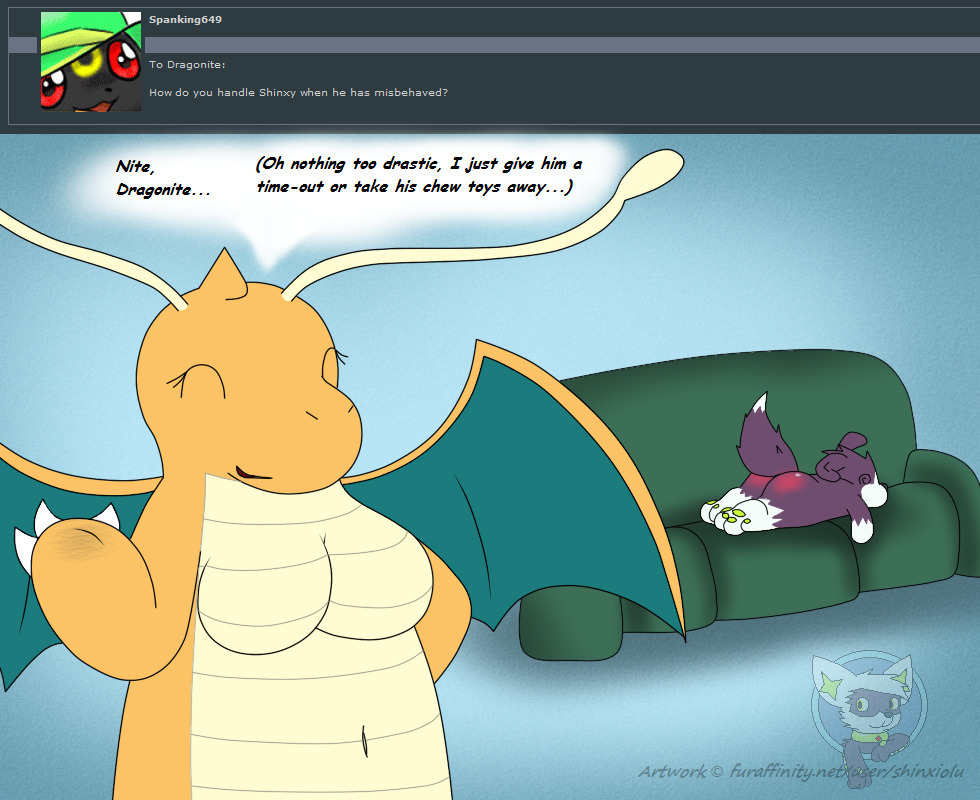 Spanking649
To Dragonite:
How do you handle Shinxy when he has misbehaved?
Nite,
Dragonite...
(Oh nothing too drastic, I just give him a
time-out or take his chew toys away...)
Artwork © furaffinity.net/user/shinxiolu